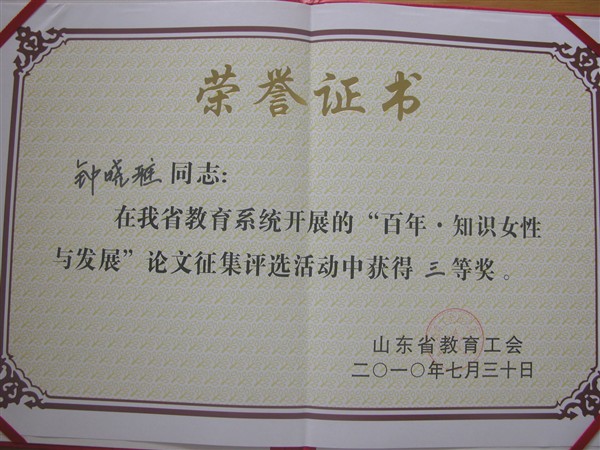 荣誉证书
钟晓雅同志：
在我省教育系统开展的“百年·知识女性
与发展”论文征集评选活动中获得 三等奖。
山东省教育工会
二〇一〇年七月三十日